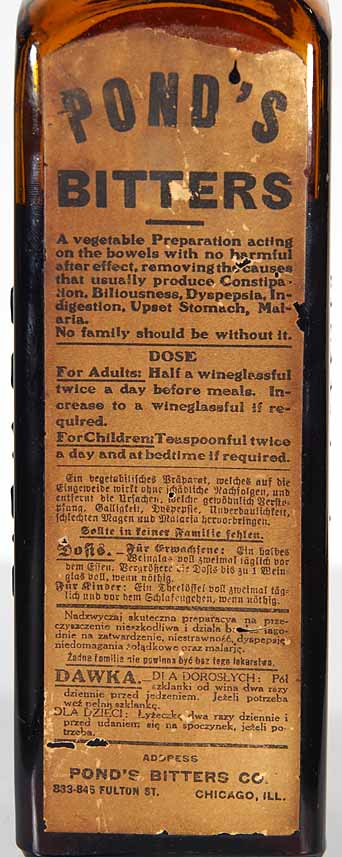 POND'S
BITTERS
A vegetable Preparation acting
on the bowels with no harmful
after effect, removing the causes
that usually produce Constipa-
tion, Biliousness, Dyspepsia, In-
digestion, Upset Stomach, Mal-
aria.
No family should be without it.
DOSE
For Adults: Half a wineglassful
twice a day before meals. In-
crease to a wineglassful if re-
quired.
For Children: Teaspoonful twice
a day and at bedtime if required.
Ein vegetabilisches Präparat, welches auf die
Eingeweide wirkt ohne schädliche Nachfolgen, und
entfernt die Ursachen, welche gewöhnlich Versto-
pfung, Galligkeit, Dyspepsie, Unverdaulichkeit,
schlechten Magen und Malaria hervorbringen.
Sollte in keiner Familie fehlen.
Dosis.—Für Erwachsene: Ein halbes
Weinglas voll zweimal täglich vor
dem Essen. Vergrößere die Dosis bis zu 1 Wein-
glas voll, wenn nöthig.
Für Kinder: Ein Theelöffel voll zweimal täg-
lich und vor dem Schlafengehen, wenn nöthig.
Nadzwyczaj skuteczna preparacya na prze-
czyszczenie nieszkodliwa i działa
dnie na zatwardzenie, niestrawność, dyspepsję
niedomagania żołądkowe oraz malarję.
Żadna familia nie powinna być bez tego lekarstwa.
DAWKA.—DLA DOROSŁYCH: Pół
szklanki od wina dwa razy
dziennie przed jedzeniem. Jeżeli potrzeba
weź pełną szklankę.
DLA DZIECI: Łyżeczkę dwa razy dziennie i
przed udaniem się na spoczynek, jeżeli po-
trzeba.
ADDRESS
POND'S BITTERS CO.
833-845 FULTON ST. CHICAGO, ILL.